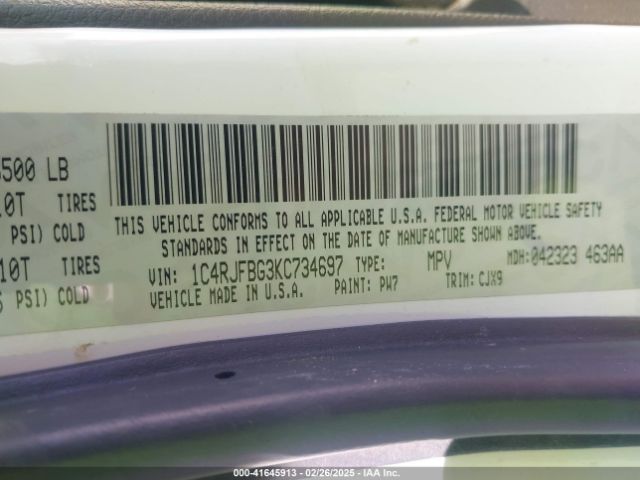 500 LB
10T TIRES
PSI) COLD
10T TIRES
PSI) COLD
THIS VEHICLE CONFORMS TO ALL APPLICABLE U.S.A. FEDERAL MOTOR VEHICLE SAFETY
STANDARDS IN EFFECT ON THE DATE OF MANUFACTURE SHOWN ABOVE.
VIN: 1C4RJFBG3KC734697 TYPE: MPV MDH: 042323 463AA
VEHICLE MADE IN U.S.A. PAINT: PW7 TRIM: CJX9
000-41645913 | 02/26/2025 - IAA Inc.